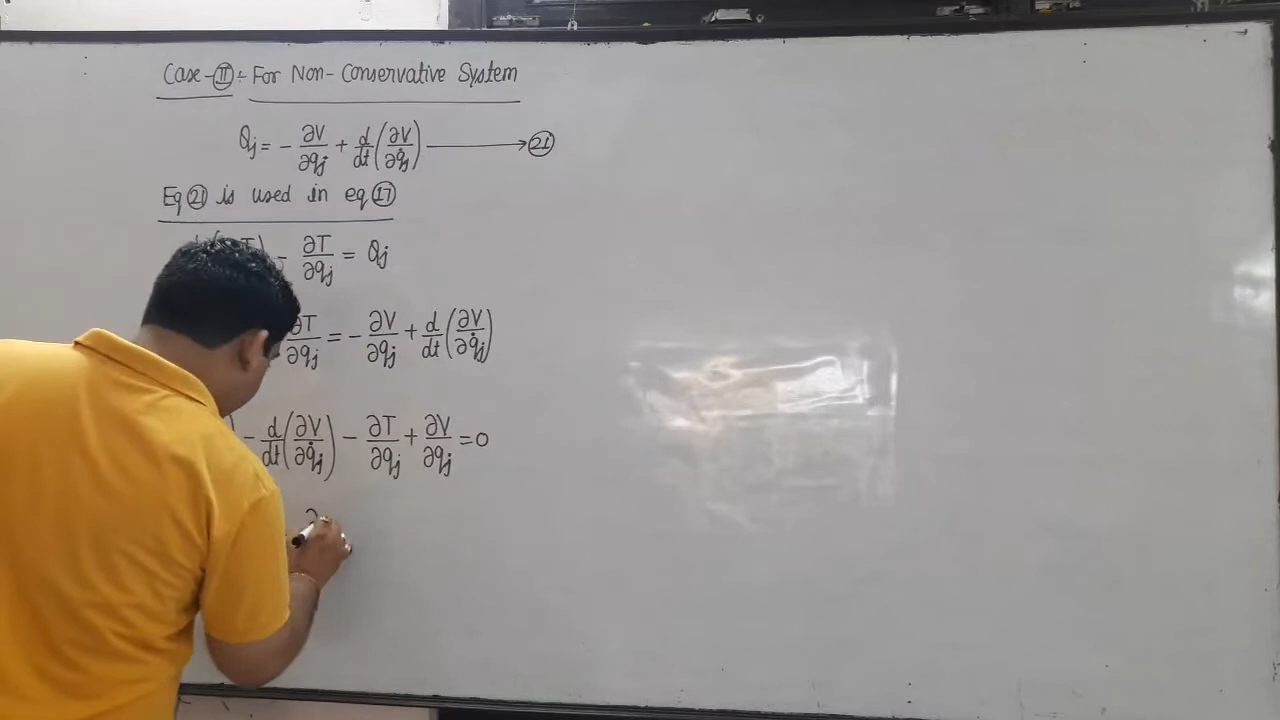 Case-Ⅱ :- For Non-Conservative System
Qj = - ∂V/∂qj + d/dt(∂V/∂q̇j) → ㉑
Eq ㉑ is used in eq ⑰
- ∂T/∂qj = Qj
∂T/∂qj = - ∂V/∂qj + d/dt(∂V/∂q̇j)
- d/dt(∂V/∂q̇j) - ∂T/∂qj + ∂V/∂qj = 0